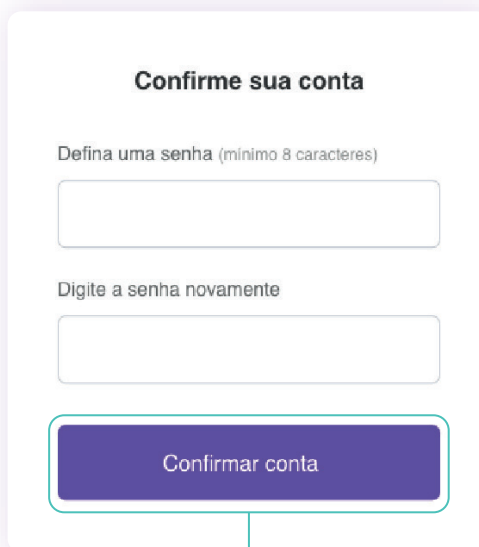 Confirme sua conta
Defina uma senha (mínimo 8 caracteres)
Digite a senha novamente
Confirmar conta